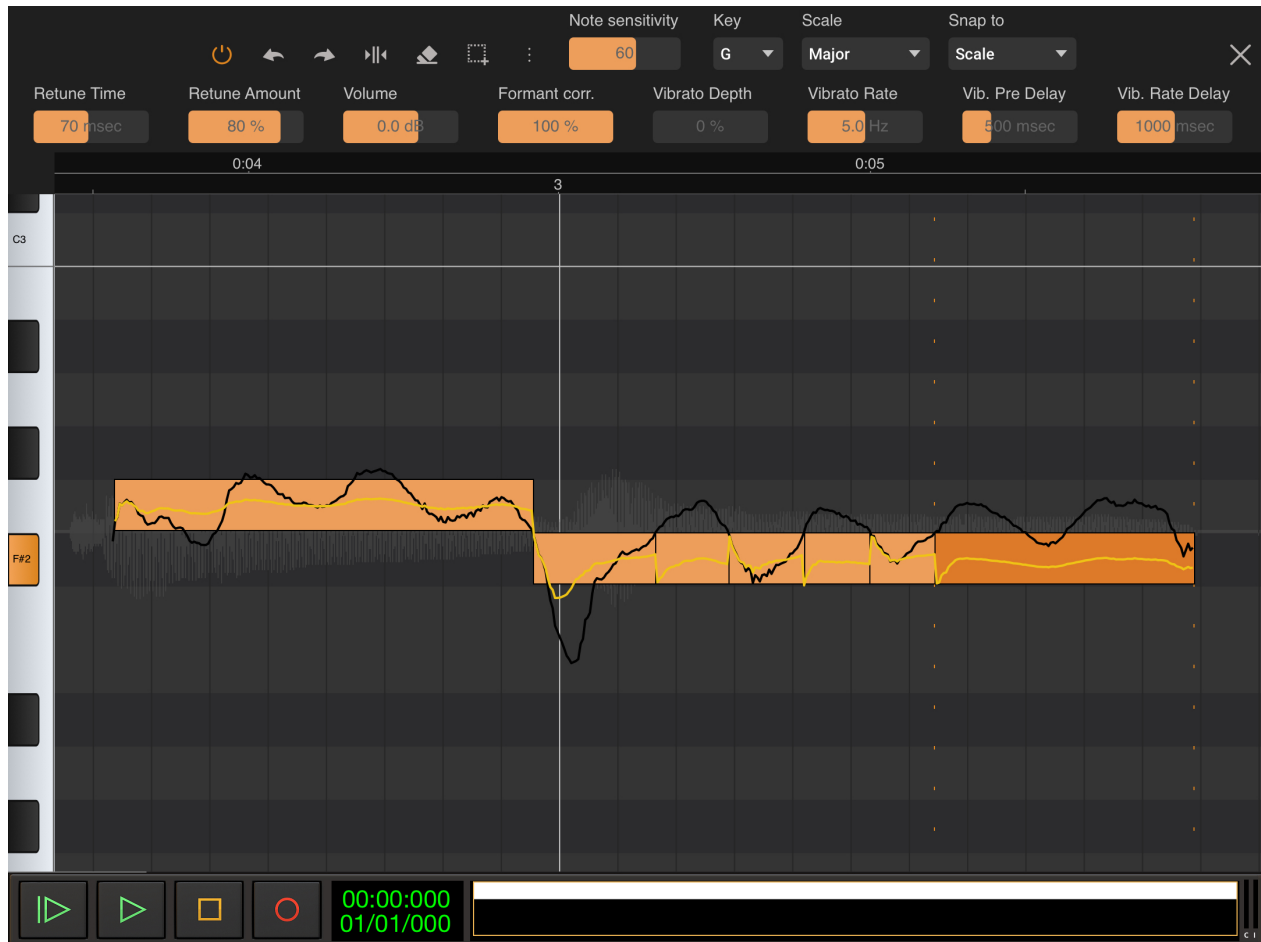 Note sensitivity Key Scale Snap to
60 G Major Scale
Retune Time Retune Amount Volume Formant corr. Vibrato Depth Vibrato Rate Vib. Pre Delay Vib. Rate Delay
70 msec 80 % 0.0 dB 100 % 0 % 5.0 Hz 500 msec 1000 msec
0:04 0:05
3
C3
F#2
00:00:000
01/01/000